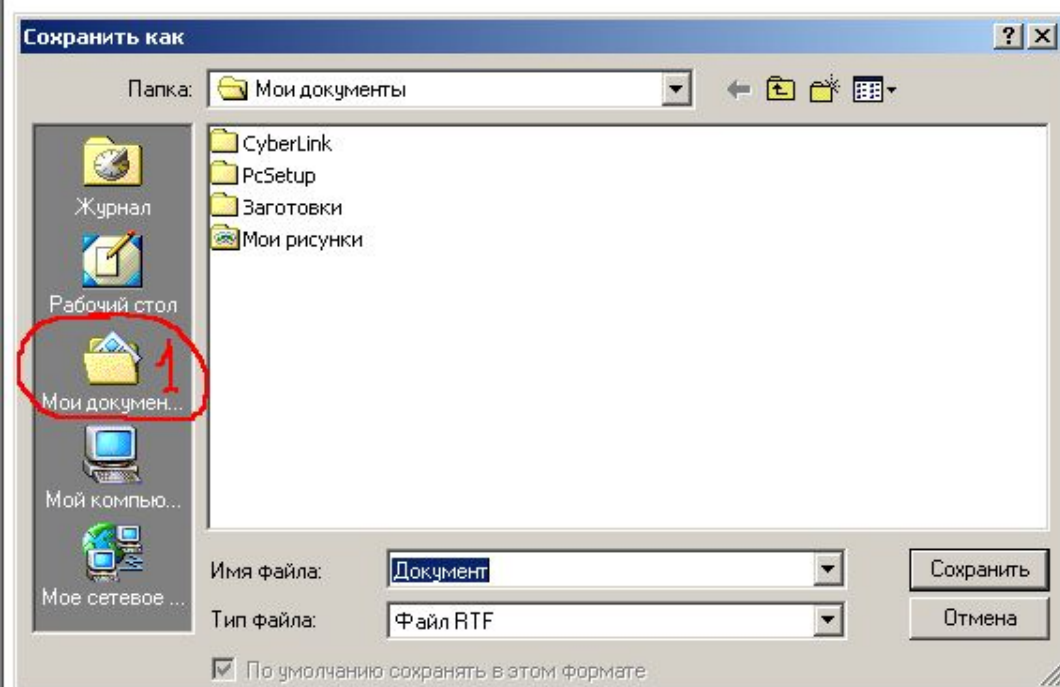 Сохранить как
Папка: Мои документы
CyberLink
PcSetup
Заготовки
Мои рисунки
Журнал
Рабочий стол
1
Мои докумен...
Мой компью...
Мое сетевое ...
Имя файла: Документ
Сохранить
Тип файла: Файл RTF
Отмена
По умолчанию сохранять в этом формате